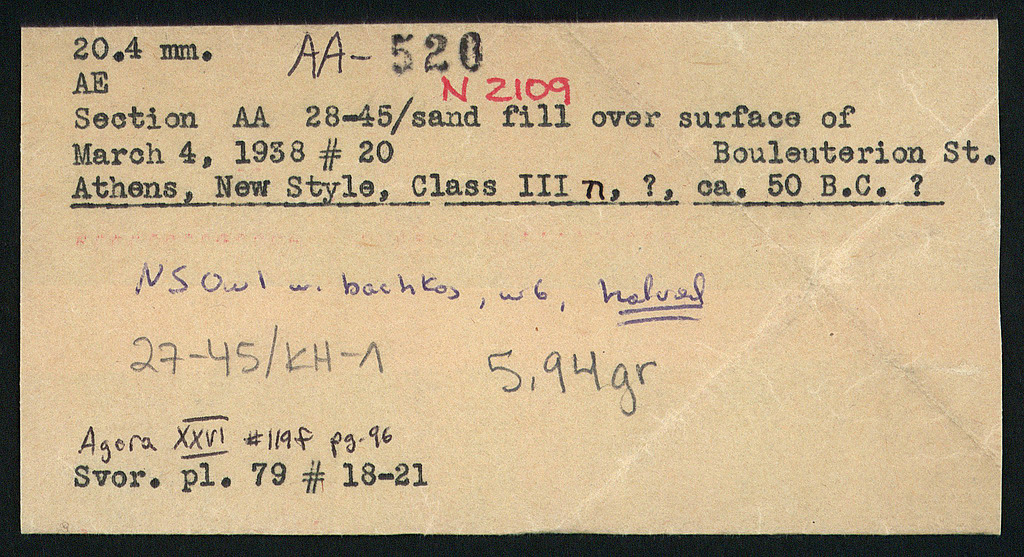 20.4 mm. AA- 520
AE N 2109
Section AA 28-45/sand fill over surface of
March 4, 1938 # 20 Bouleuterion St.
Athens, New Style, Class III n, ?, ca. 50 B.C. ?
NS Owl w. bachkos, w6, halved
27-45/KH-Λ 5.94gr
Agora XXVI #119f pg. 96
Svor. pl. 79 # 18-21